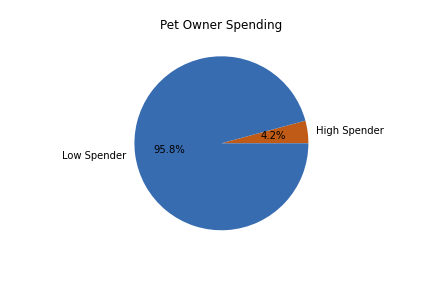 Pet Owner Spending
High Spender
4.2%
95.8%
Low Spender